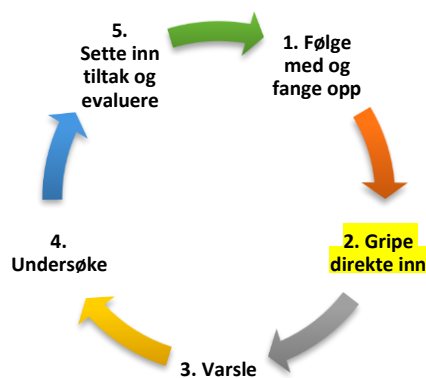 1. Følge
med og
fange opp
2. Gripe
direkte inn
3. Varsle
4.
Undersøke
5.
Sette inn
tiltak og
evaluere